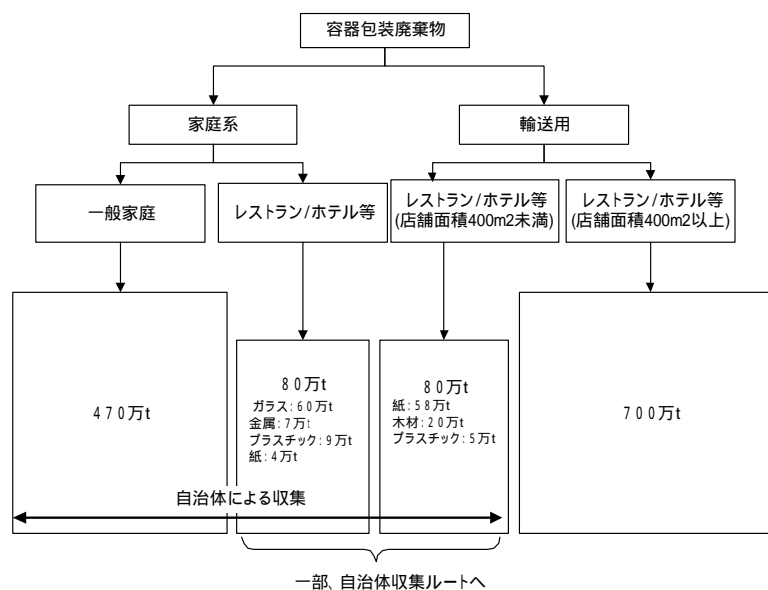 容器包装廃棄物
家庭系
輸送用
一般家庭
レストラン/ホテル等
レストラン/ホテル等
(店舗面積400m2未満)
レストラン/ホテル等
(店舗面積400m2以上)
470万t
80万t
ガラス:60万t
金属:7万t
プラスチック:9万t
紙:4万t
80万t
紙:58万t
木材:20万t
プラスチック:5万t
700万t
自治体による収集
一部、自治体収集ルートへ